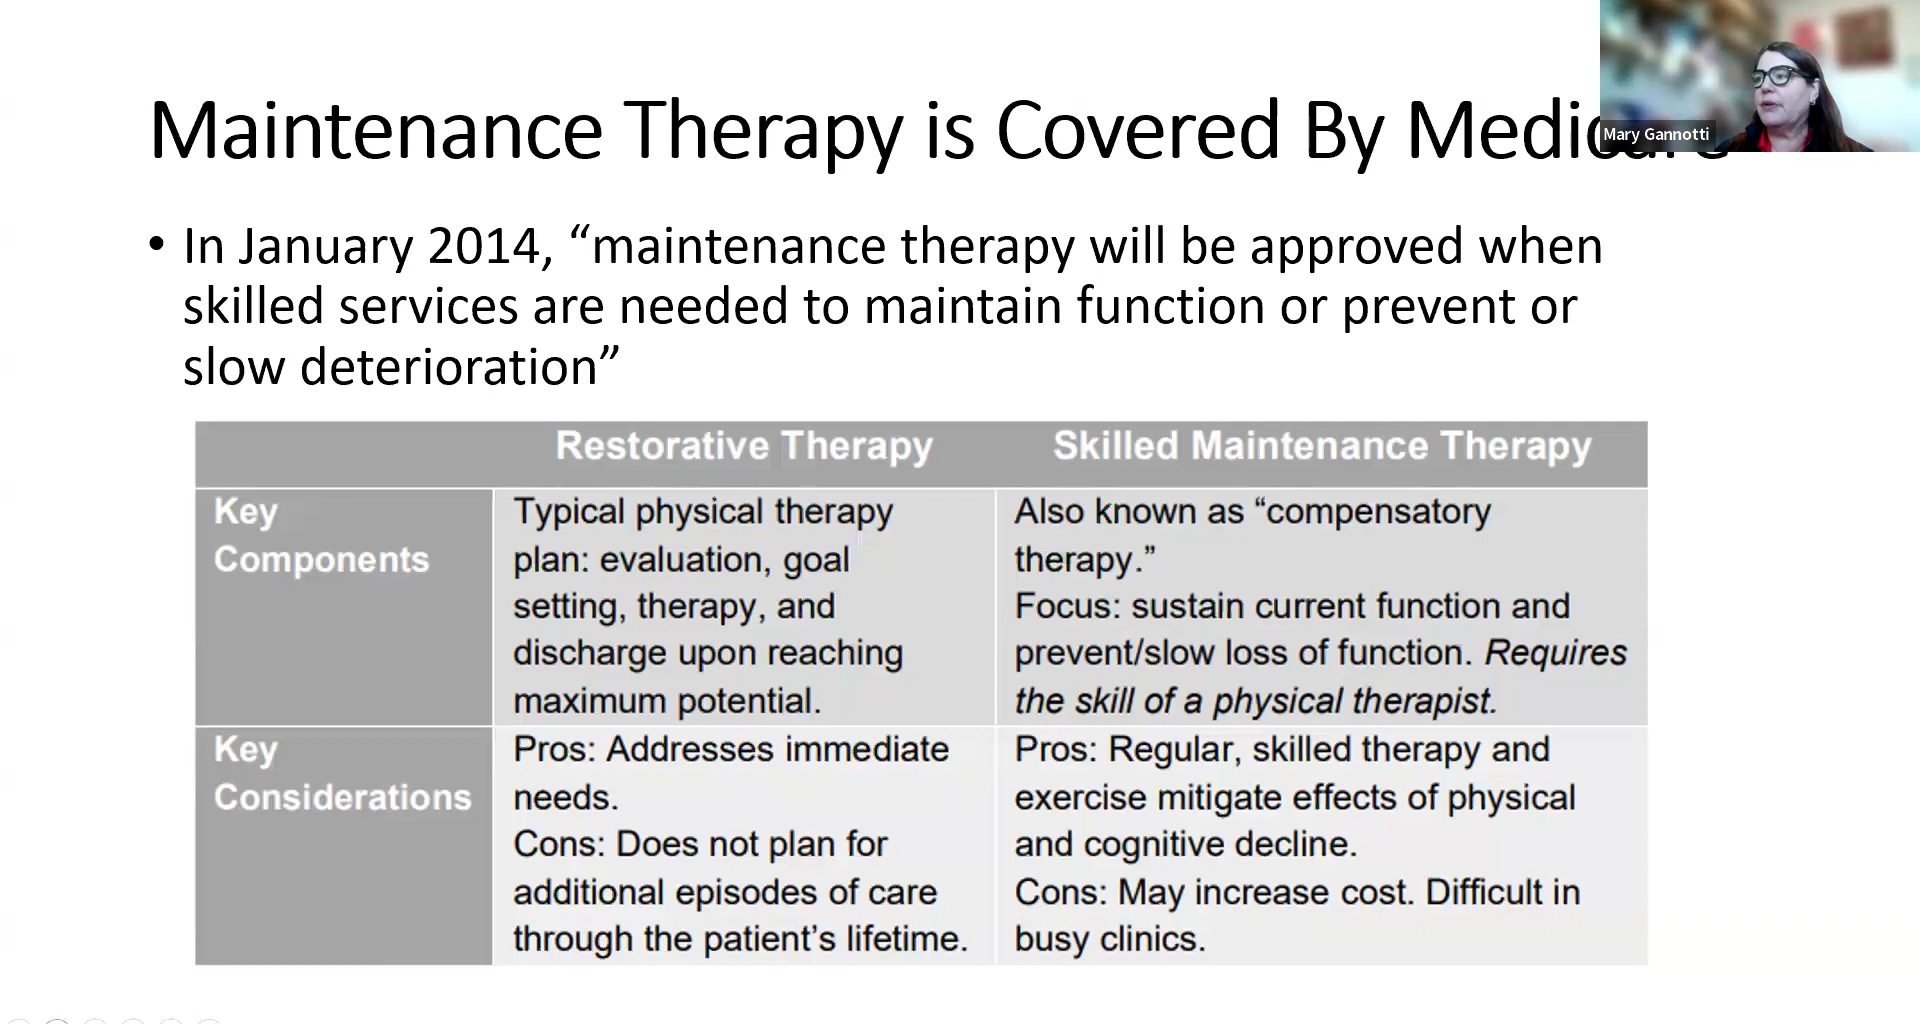 Maintenance Therapy is Covered By Medicare
Mary Gannotti
• In January 2014, “maintenance therapy will be approved when
skilled services are needed to maintain function or prevent or
slow deterioration”
Restorative Therapy
Skilled Maintenance Therapy
Key
Components
Typical physical therapy
plan: evaluation, goal
setting, therapy, and
discharge upon reaching
maximum potential.
Also known as “compensatory
therapy.”
Focus: sustain current function and
prevent/slow loss of function. Requires
the skill of a physical therapist.
Key
Considerations
Pros: Addresses immediate
needs.
Cons: Does not plan for
additional episodes of care
through the patient’s lifetime.
Pros: Regular, skilled therapy and
exercise mitigate effects of physical
and cognitive decline.
Cons: May increase cost. Difficult in
busy clinics.